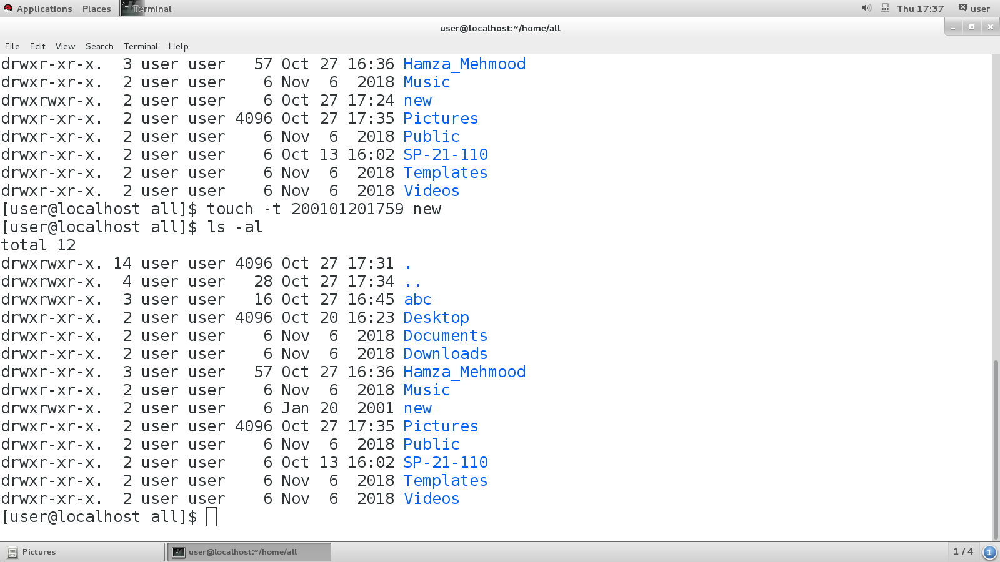 Applications Places Terminal Thu 17:37 user
user@localhost:~/home/all
File Edit View Search Terminal Help
drwxr-xr-x.  3 user user   57 Oct 27 16:36 Hamza_Mehmood
drwxr-xr-x.  2 user user    6 Nov  6  2018 Music
drwxrwxr-x.  2 user user    6 Oct 27 17:24 new
drwxr-xr-x.  2 user user 4096 Oct 27 17:35 Pictures
drwxr-xr-x.  2 user user    6 Nov  6  2018 Public
drwxr-xr-x.  2 user user    6 Oct 13 16:02 SP-21-110
drwxr-xr-x.  2 user user    6 Nov  6  2018 Templates
drwxr-xr-x.  2 user user    6 Nov  6  2018 Videos
[user@localhost all]$ touch -t 200101201759 new
[user@localhost all]$ ls -al
total 12
drwxrwxr-x. 14 user user 4096 Oct 27 17:31 .
drwxrwxr-x.  4 user user   28 Oct 27 17:34 ..
drwxrwxr-x.  3 user user   16 Oct 27 16:45 abc
drwxr-xr-x.  2 user user 4096 Oct 20 16:23 Desktop
drwxr-xr-x.  2 user user    6 Nov  6  2018 Documents
drwxr-xr-x.  2 user user    6 Nov  6  2018 Downloads
drwxr-xr-x.  3 user user   57 Oct 27 16:36 Hamza_Mehmood
drwxr-xr-x.  2 user user    6 Nov  6  2018 Music
drwxrwxr-x.  2 user user    6 Jan 20  2001 new
drwxr-xr-x.  2 user user 4096 Oct 27 17:35 Pictures
drwxr-xr-x.  2 user user    6 Nov  6  2018 Public
drwxr-xr-x.  2 user user    6 Oct 13 16:02 SP-21-110
drwxr-xr-x.  2 user user    6 Nov  6  2018 Templates
drwxr-xr-x.  2 user user    6 Nov  6  2018 Videos
[user@localhost all]$
Pictures user@localhost:~/home/all 1 / 4 1